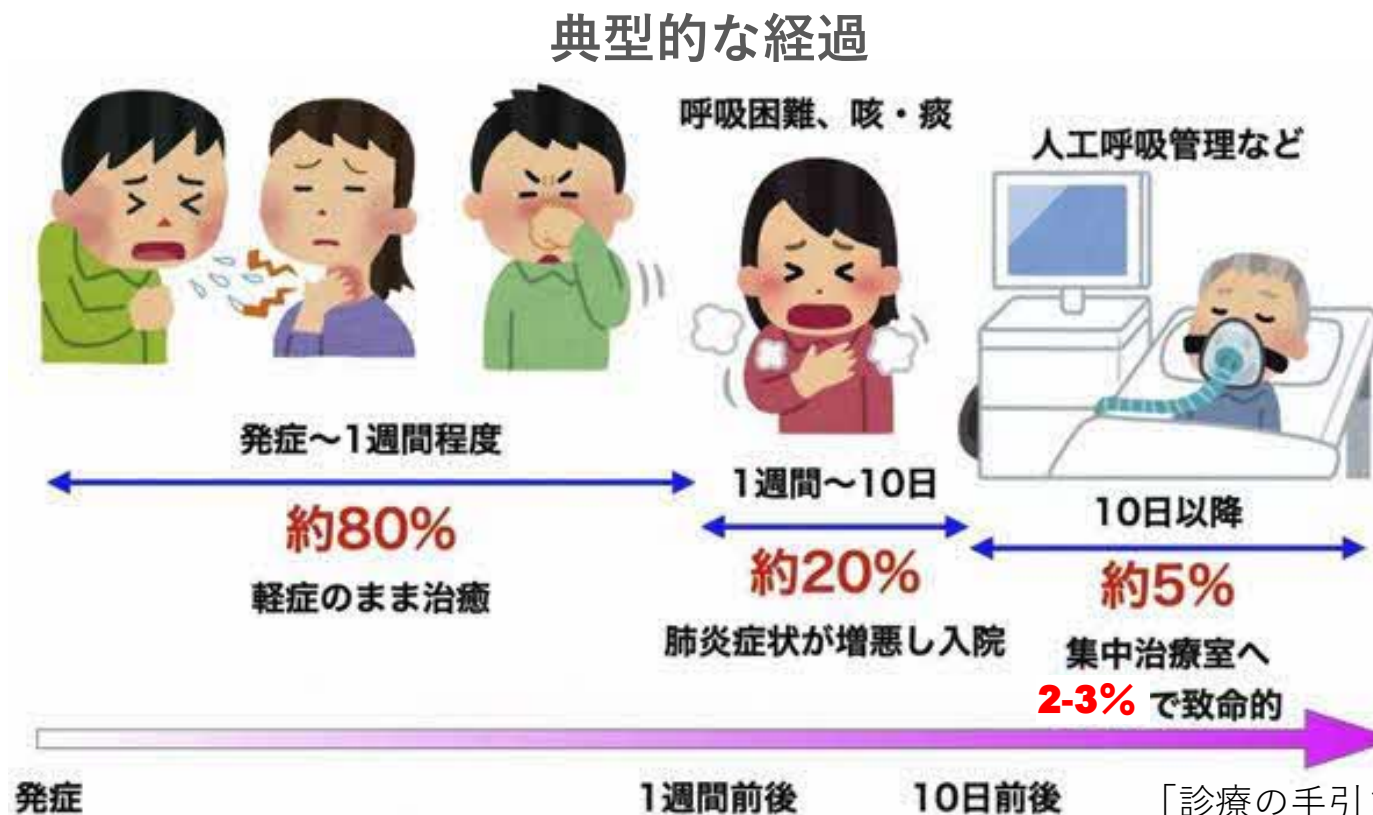 典型的な経過
呼吸困難、咳・痰
人工呼吸管理など
発症～1週間程度
約80%
軽症のまま治癒
1週間～10日
約20%
肺炎症状が増悪し入院
10日以降
約5%
集中治療室へ
2-3% で致命的
発症
1週間前後
10日前後
「診療の手引